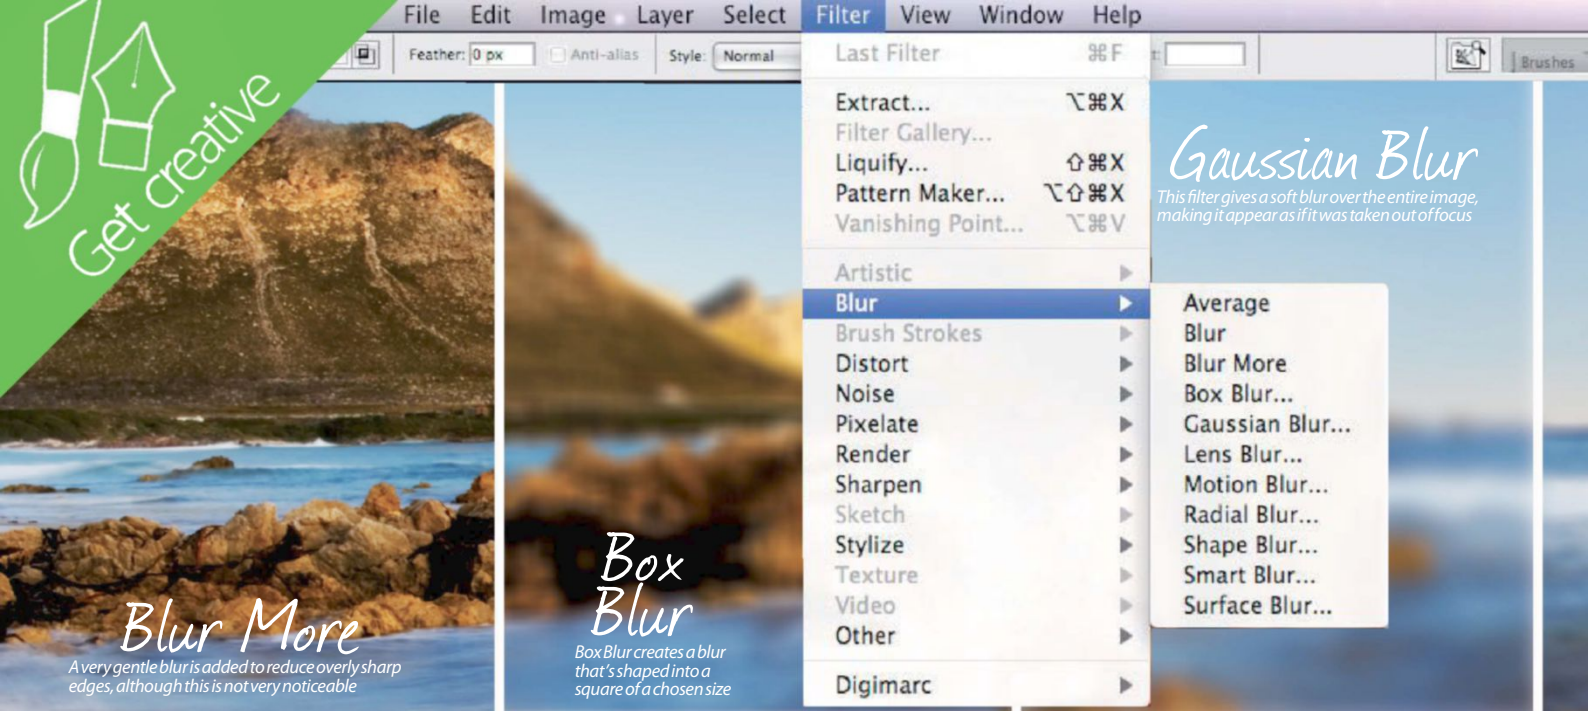 File Edit Image Layer Select Filter View Window Help
Feather: 0 px Anti-alias Style: Normal
Brushes
Get creative
Last Filter ⌘F
Extract... ⌥⌘X
Filter Gallery...
Liquify... ⇧⌘X
Pattern Maker... ⌥⇧⌘X
Vanishing Point... ⌥⌘V
Artistic
Blur
Brush Strokes
Distort
Noise
Pixelate
Render
Sharpen
Sketch
Stylize
Texture
Video
Other
Digimarc
Average
Blur
Blur More
Box Blur...
Gaussian Blur...
Lens Blur...
Motion Blur...
Radial Blur...
Shape Blur...
Smart Blur...
Surface Blur...
Gaussian Blur
This filter gives a soft blur over the entire image,
making it appear as if it was taken out of focus
Blur More
A very gentle blur is added to reduce overly sharp
edges, although this is not very noticeable
Box
Blur
Box Blur creates a blur
that's shaped into a
square of a chosen size